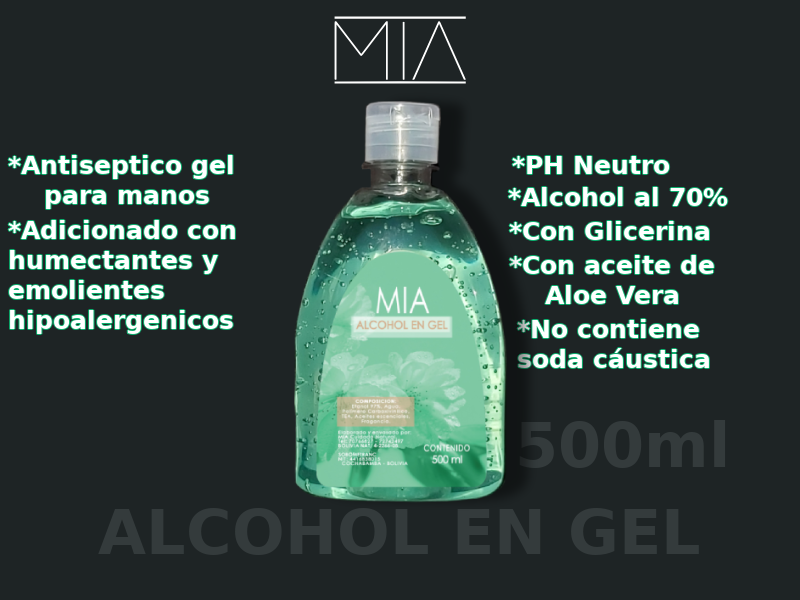 MIA
*Antiseptico gel
para manos
*Adicionado con
humectantes y
emolientes
hipoalergenicos
*PH Neutro
*Alcohol al 70%
*Con Glicerina
*Con aceite de
Aloe Vera
*No contiene
soda cáustica
MIA
ALCOHOL EN GEL
COMPOSICION
CONTENIDO
500 ml
COCHABAMBA - BOLIVIA
500ml
ALCOHOL EN GEL